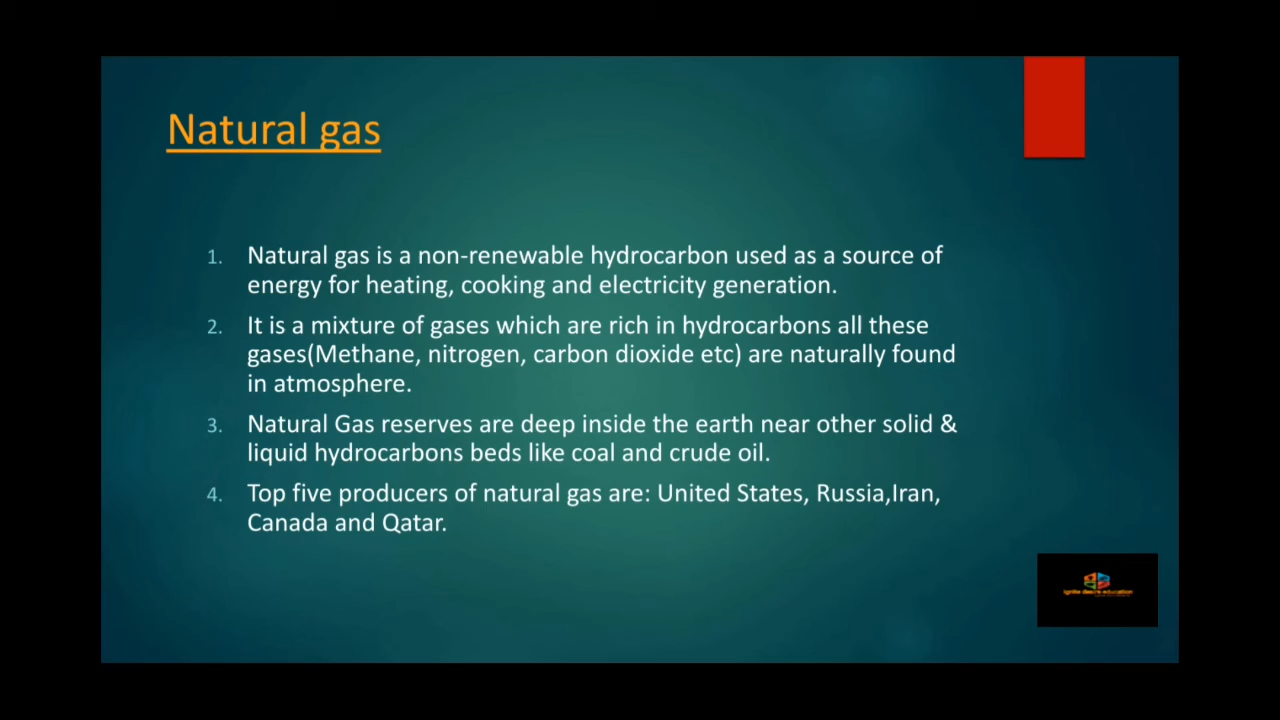 Natural gas
1. Natural gas is a non-renewable hydrocarbon used as a source of
energy for heating, cooking and electricity generation.
2. It is a mixture of gases which are rich in hydrocarbons all these
gases(Methane, nitrogen, carbon dioxide etc) are naturally found
in atmosphere.
3. Natural Gas reserves are deep inside the earth near other solid &
liquid hydrocarbons beds like coal and crude oil.
4. Top five producers of natural gas are: United States, Russia,Iran,
Canada and Qatar.
ignite desire education